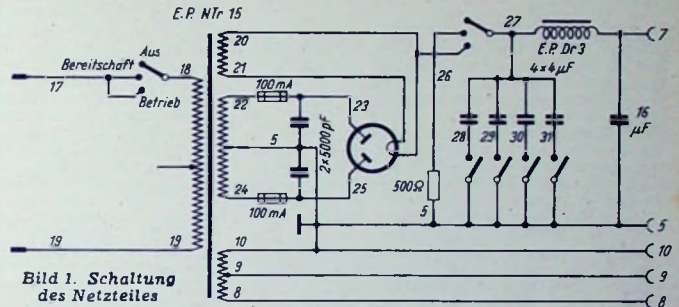 E.P. NTr 15
20
27
7
Aus
Bereitschaft
18
17
Betrieb
21
26
E.P. Dr 3
4 x 4 µF
100 mA
22
23
16
µF
28
29
30
31
5
2 x 5000 pF
24
25
500 Ω
5
100 mA
5
19
19
10
10
9
9
8
8
Bild 1. Schaltung
des Netzteiles